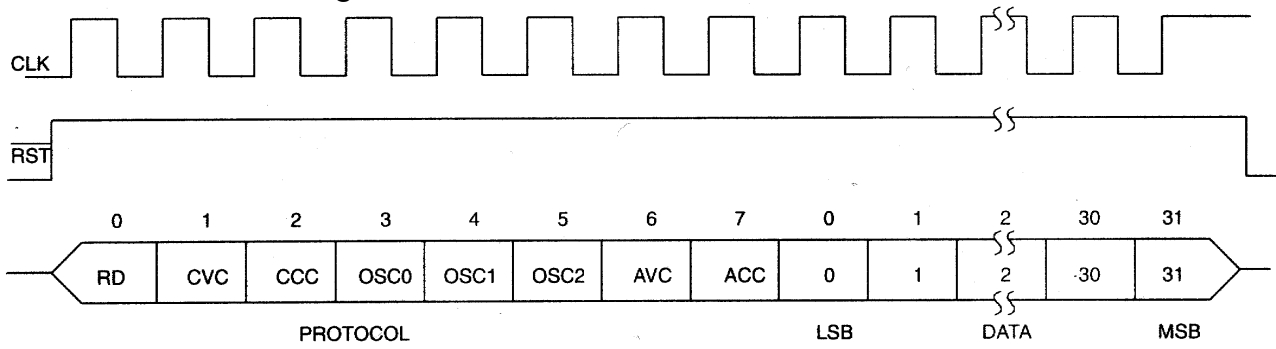 CLK
RST
0 1 2 3 4 5 6 7 0 1 2 30 31
RD CVC CCC OSC0 OSC1 OSC2 AVC ACC 0 1 2 30 31
PROTOCOL LSB DATA MSB